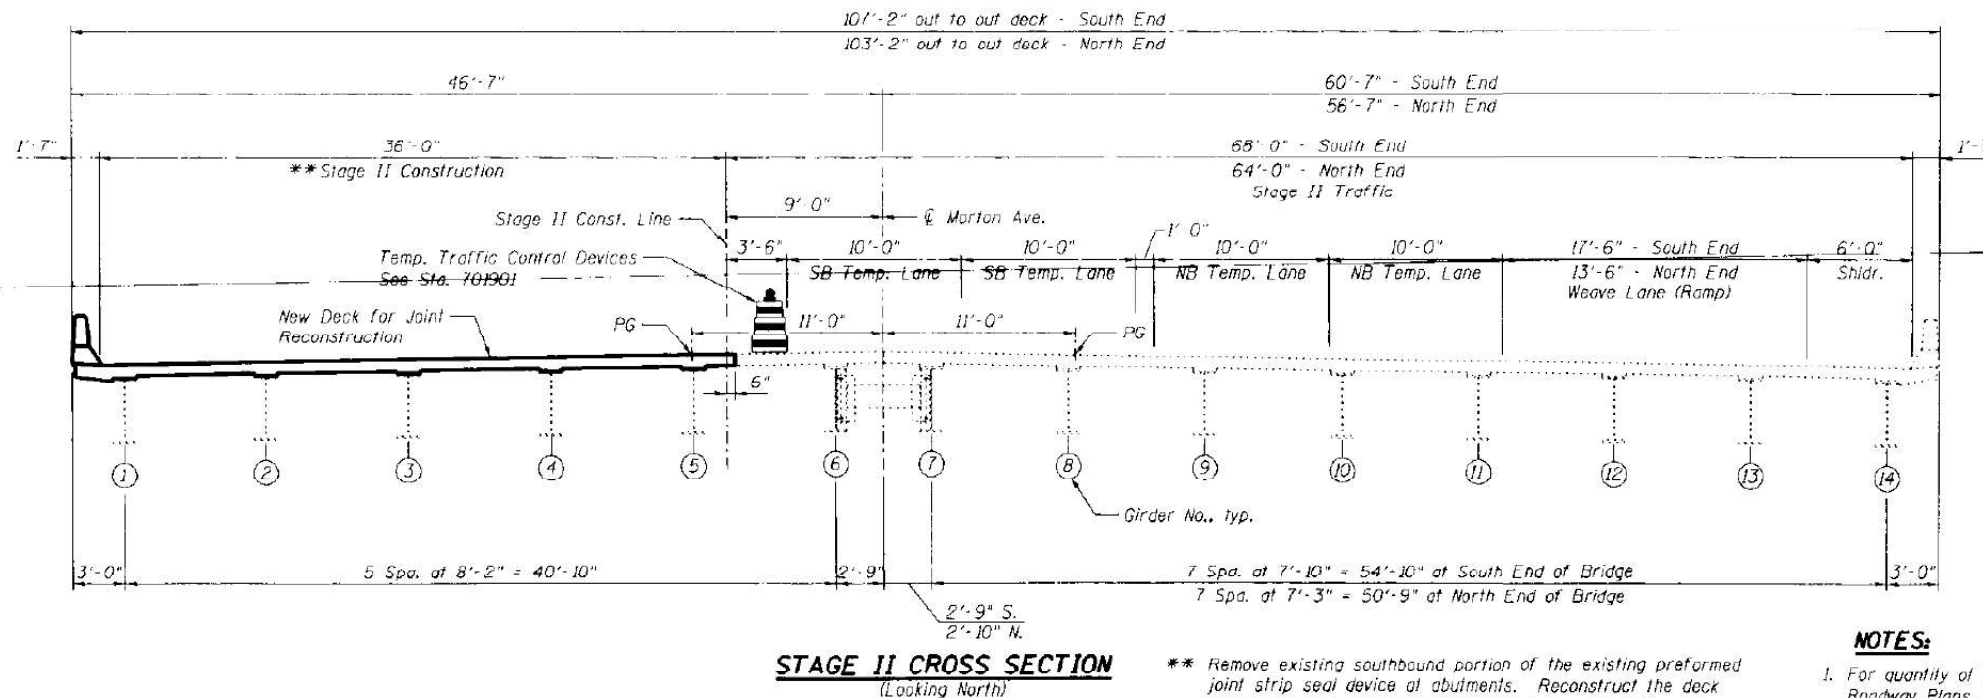 107'-2" out to out deck - South End
103'-2" out to out deck - North End
46'-7"
60'-7" - South End
56'-7" - North End
1'-7"
36'-0"
68'-0" - South End
** Stage II Construction
64'-0" - North End
Stage II Traffic
9'-0"
Stage II Const. Line
℄ Morton Ave.
1'-0"
3'-6"
10'-0"
10'-0"
10'-0"
10'-0"
17'-6" - South End
6'-0"
Temp. Traffic Control Devices
See Std. 701901
SB Temp. Lane
SB Temp. Lane
NB Temp. Lane
NB Temp. Lane
13'-6" - North End
Shldr.
Weave Lane (Ramp)
New Deck for Joint
Reconstruction
PG
11'-0"
11'-0"
PG
6"
1
2
3
4
5
6
7
8
9
10
11
12
13
14
Girder No., typ.
3'-0"
5 Spa. at 8'-2" = 40'-10"
2'-9"
7 Spa. at 7'-10" = 54'-10" at South End of Bridge
3'-0"
7 Spa. at 7'-3" = 50'-9" at North End of Bridge
2'-9" S.
2'-10" N.
STAGE II CROSS SECTION
(Looking North)
** Remove existing southbound portion of the existing preformed
joint strip seal device at abutments. Reconstruct the deck
NOTES:
1. For quantity of
Roadway Plans